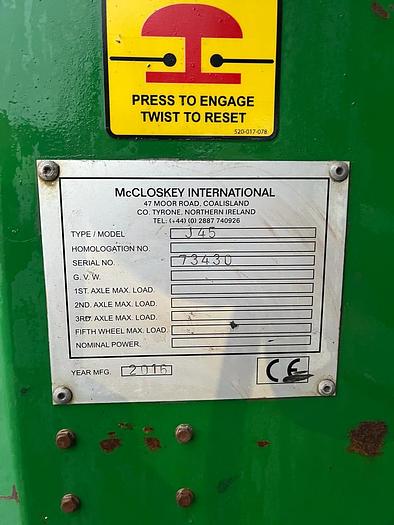 PRESS TO ENGAGE
TWIST TO RESET
520-017-078
McCLOSKEY INTERNATIONAL
47 MOOR ROAD, COALISLAND
CO. TYRONE, NORTHERN IRELAND
TEL: (+44) (0) 2887 740926
TYPE / MODEL J45
HOMOLOGATION NO.
SERIAL NO. 73430
G. V. W.
1ST. AXLE MAX. LOAD.
2ND. AXLE MAX. LOAD.
3RD. AXLE MAX. LOAD.
FIFTH WHEEL MAX. LOAD.
NOMINAL POWER.
YEAR MFG. 2016
CE